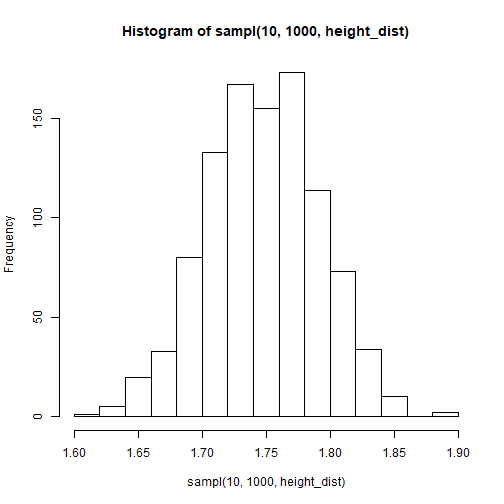 Histogram of sampl(10, 1000, height_dist)
Frequency
150
100
50
0
1.60 1.65 1.70 1.75 1.80 1.85 1.90
sampl(10, 1000, height_dist)